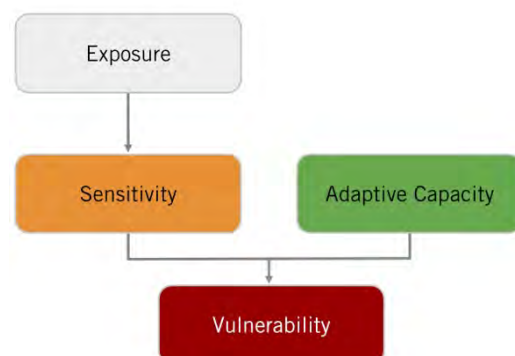 Exposure
Sensitivity
Adaptive Capacity
Vulnerability